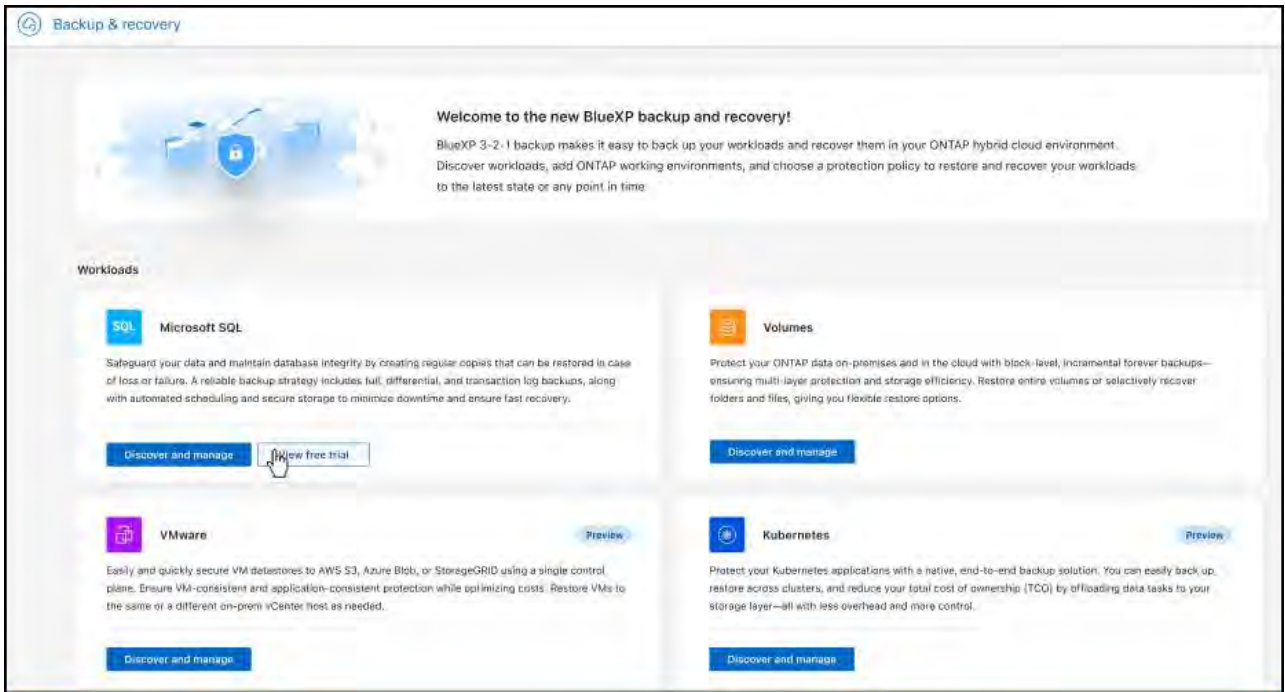 Backup & recovery
Welcome to the new BlueXP backup and recovery!
BlueXP 3-2-1 backup makes it easy to back up your workloads and recover them in your ONTAP hybrid cloud environment.
Discover workloads, add ONTAP working environments, and choose a protection policy to restore and recover your workloads
to the latest state or any point in time
Workloads
SQL
Microsoft SQL
Safeguard your data and maintain database integrity by creating regular copies that can be restored in case
of loss or failure. A reliable backup strategy includes full, differential, and transaction log backups, along
with automated scheduling and secure storage to minimize downtime and ensure fast recovery.
Discover and manage
View free trial
Volumes
Protect your ONTAP data on-premises and in the cloud with block-level, incremental forever backups—
ensuring multi-layer protection and storage efficiency. Restore entire volumes or selectively recover
folders and files, giving you flexible restore options.
Discover and manage
VMware
Preview
Easily and quickly secure VM datastores to AWS S3, Azure Blob, or StorageGRID using a single control
plane. Ensure VM-consistent and application-consistent protection while optimizing costs. Restore VMs to
the same or a different on-prem vCenter host as needed.
Discover and manage
Kubernetes
Preview
Protect your Kubernetes applications with a native, end-to-end backup solution. You can easily back up,
restore across clusters, and reduce your total cost of ownership (TCO) by offloading data tasks to your
storage layer—all with less overhead and more control.
Discover and manage